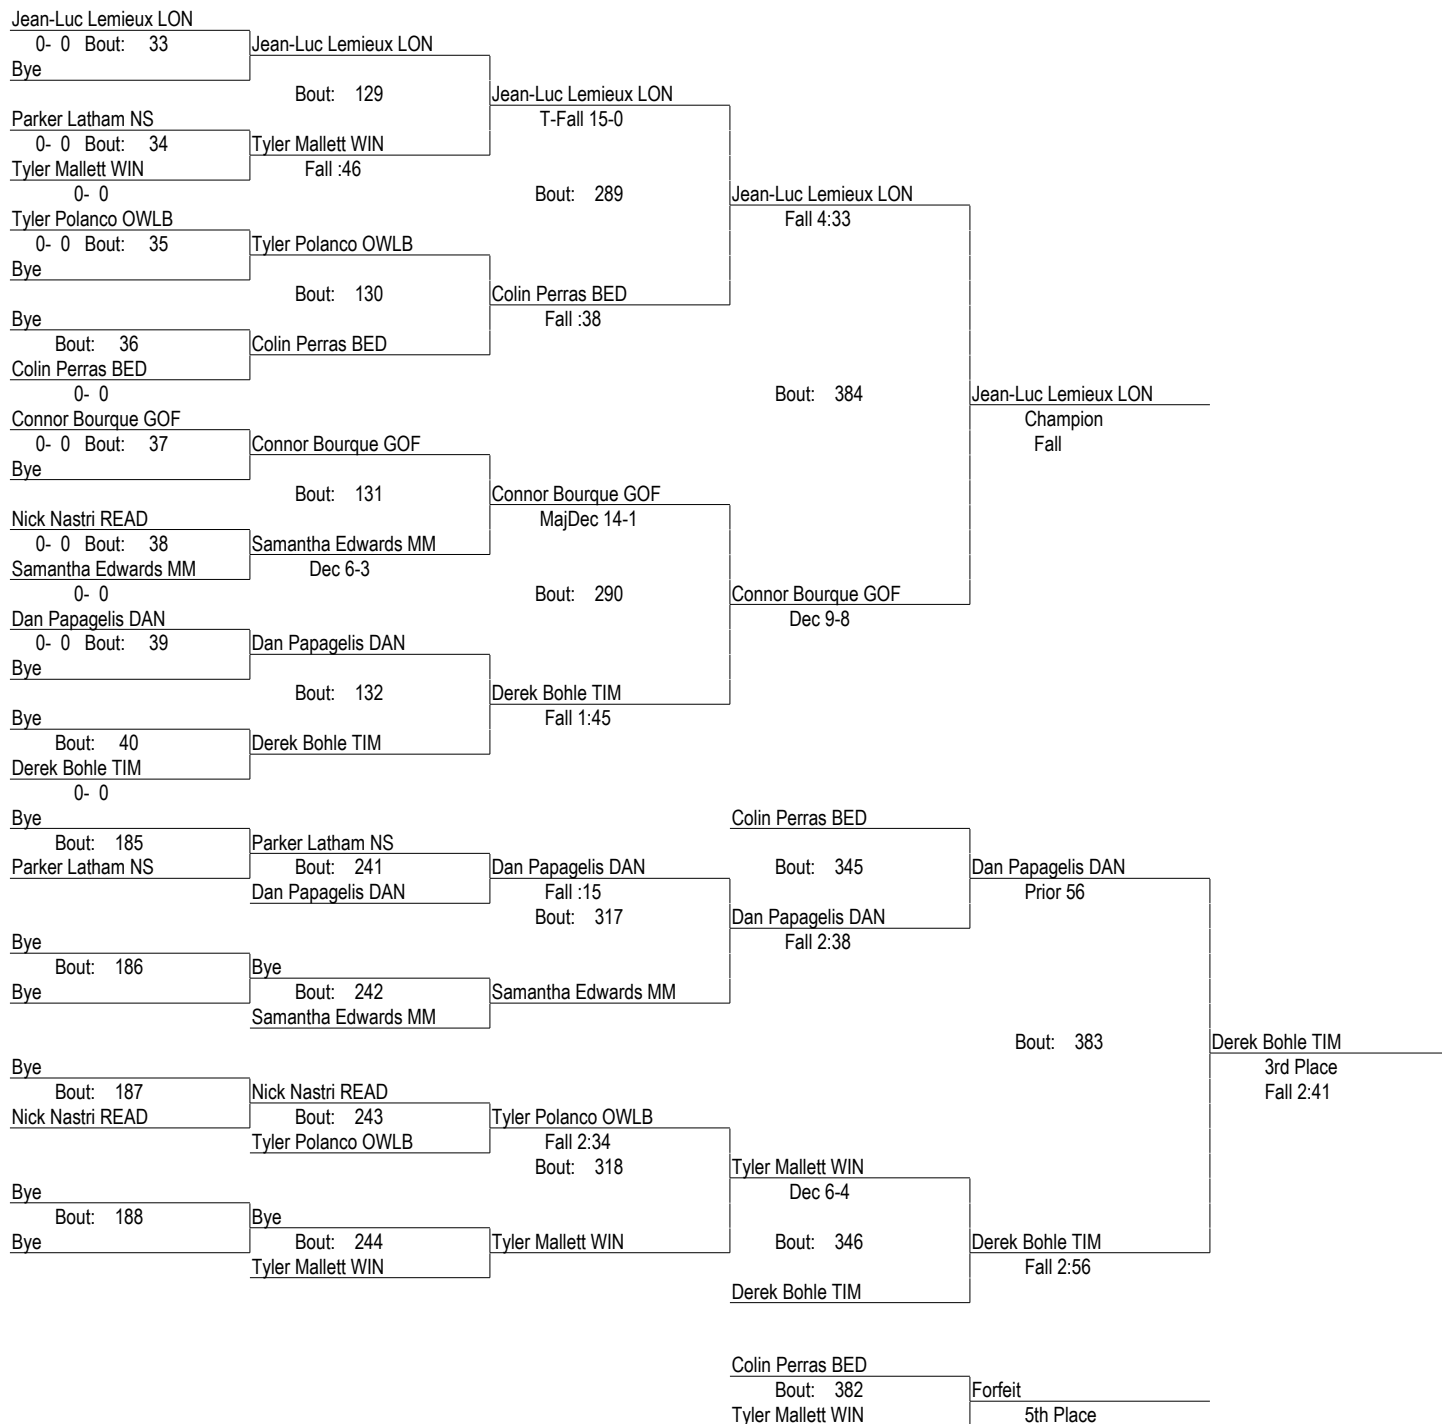 Jean-Luc Lemieux LON
0- 0 Bout: 33 Jean-Luc Lemieux LON
Bye
Bout: 129 Jean-Luc Lemieux LON
Parker Latham NS T-Fall 15-0
0- 0 Bout: 34 Tyler Mallett WIN
Tyler Mallett WIN Fall :46
0- 0 Bout: 289 Jean-Luc Lemieux LON
Tyler Polanco OWLB Fall 4:33
0- 0 Bout: 35 Tyler Polanco OWLB
Bye
Bout: 130 Colin Perras BED
Bye Fall :38
Bout: 36 Colin Perras BED
Colin Perras BED
0- 0 Bout: 384 Jean-Luc Lemieux LON
Connor Bourque GOF Champion
0- 0 Bout: 37 Connor Bourque GOF Fall
Bye
Bout: 131 Connor Bourque GOF
Nick Nastri READ MajDec 14-1
0- 0 Bout: 38 Samantha Edwards MM
Samantha Edwards MM Dec 6-3
0- 0 Bout: 290 Connor Bourque GOF
Dan Papagelis DAN Dec 9-8
0- 0 Bout: 39 Dan Papagelis DAN
Bye
Bout: 132 Derek Bohle TIM
Bye Fall 1:45
Bout: 40 Derek Bohle TIM
Derek Bohle TIM
0- 0
Bye Colin Perras BED
Bout: 185 Parker Latham NS
Parker Latham NS Bout: 241 Dan Papagelis DAN Bout: 345 Dan Papagelis DAN
Dan Papagelis DAN Fall :15 Prior 56
Bout: 317 Dan Papagelis DAN
Bye Fall 2:38
Bout: 186 Bye
Bye Bout: 242 Samantha Edwards MM
Samantha Edwards MM
Bout: 383 Derek Bohle TIM
Bye 3rd Place
Bout: 187 Nick Nastri READ Fall 2:41
Nick Nastri READ Bout: 243 Tyler Polanco OWLB
Tyler Polanco OWLB Fall 2:34
Bout: 318 Tyler Mallett WIN
Bye Dec 6-4
Bout: 188 Bye
Bye Bout: 244 Tyler Mallett WIN Bout: 346 Derek Bohle TIM
Tyler Mallett WIN Fall 2:56
Derek Bohle TIM
Colin Perras BED
Bout: 382 Forfeit
Tyler Mallett WIN 5th Place